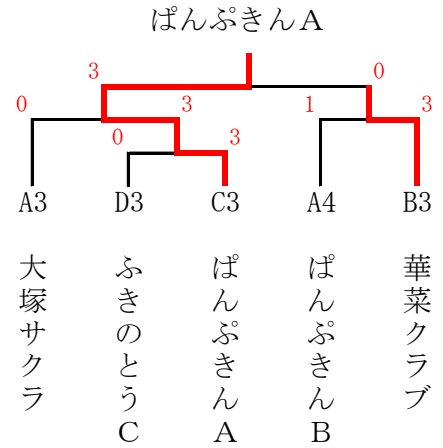 ぱんぷきんA
3 0
0 3 1 3
0 3
A3 D3 C3 A4 B3
大塚サクラ
ふきのとうC
ぱんぷきんA
ぱんぷきんB
華菜クラブ